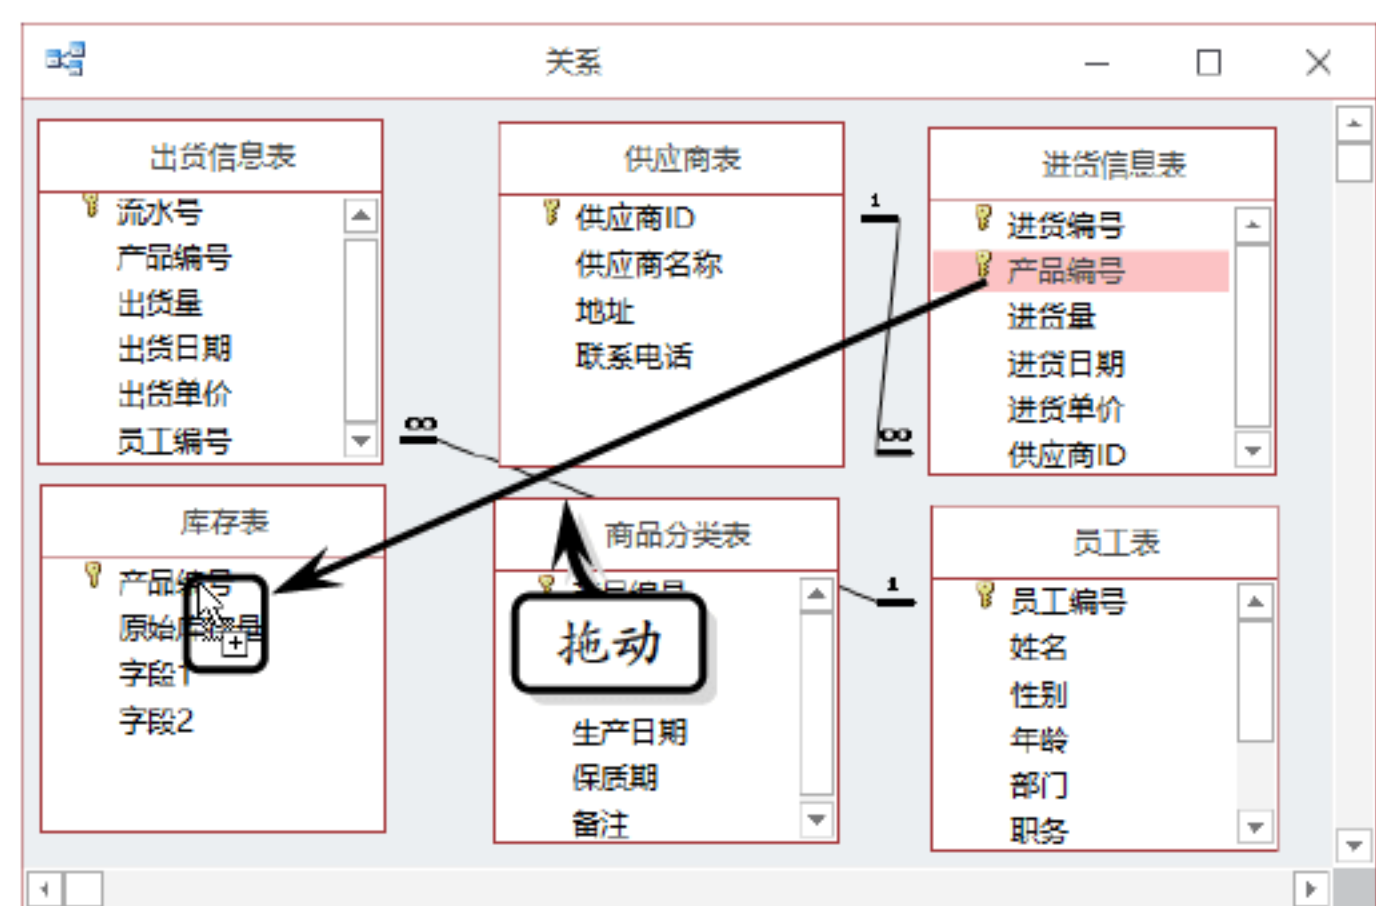 关系
出货信息表
流水号
产品编号
出货量
出货日期
出货单价
员工编号
供应商表
供应商ID
供应商名称
地址
联系电话
进货信息表
进货编号
产品编号
进货量
进货日期
进货单价
供应商ID
1
∞
∞
1
库存表
产品编号
原始库存量
字段1
字段2
商品分类表
拖动
生产日期
保质期
备注
员工表
员工编号
姓名
性别
年龄
部门
职务